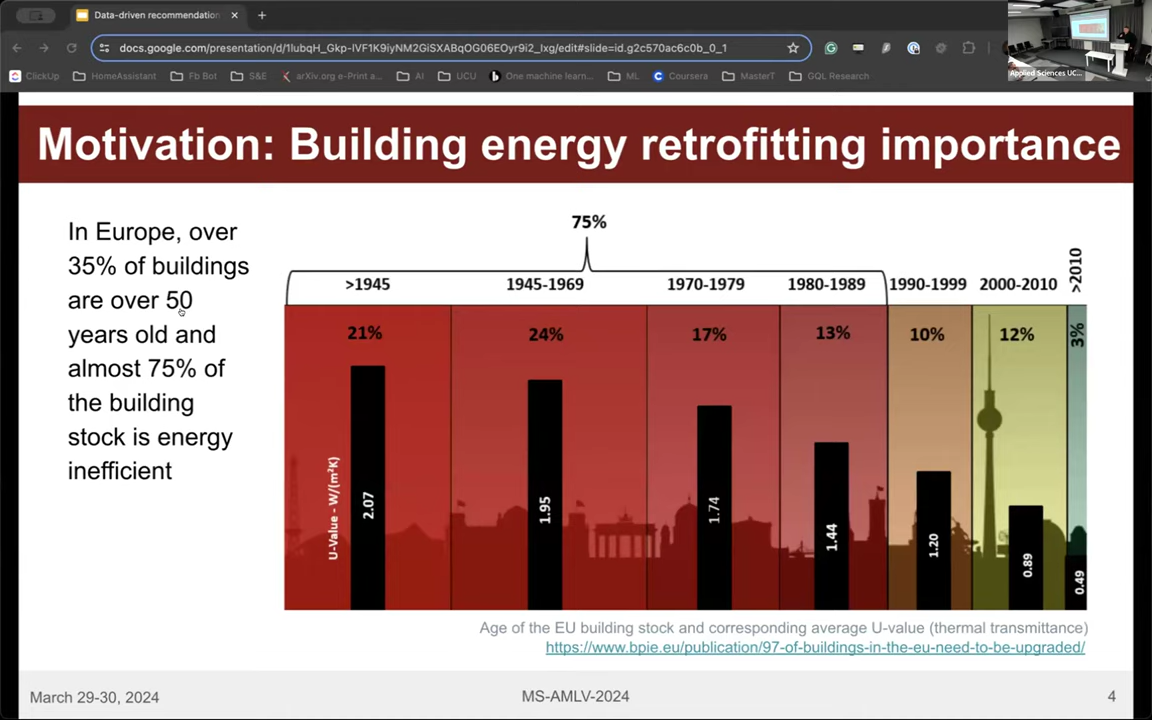 Data-driven recommendation
docs.google.com/presentation/d/1lubqH_Gkp-IVF1K9iyNM2GiSXABqOG06EOyr9i2_lxg/edit#slide=id.g2c570ac6c0b_0_1
ClickUp
HomeAssistant
Fb Bot
S&E
arXiv.org e-Print a...
AI
UCU
One machine learn...
ML
Coursera
MasterT
GQL Research
Applied Sciences UC...
Motivation: Building energy retrofitting importance
In Europe, over
35% of buildings
are over 50
years old and
almost 75% of
the building
stock is energy
inefficient
75%
>1945
1945-1969
1970-1979
1980-1989
1990-1999
2000-2010
>2010
21%
24%
17%
13%
10%
12%
3%
U-Value - W/(m²K)
2.07
1.95
1.74
1.44
1.20
0.89
0.49
Age of the EU building stock and corresponding average U-value (thermal transmittance)
https://www.bpie.eu/publication/97-of-buildings-in-the-eu-need-to-be-upgraded/
March 29-30, 2024
MS-AMLV-2024
4